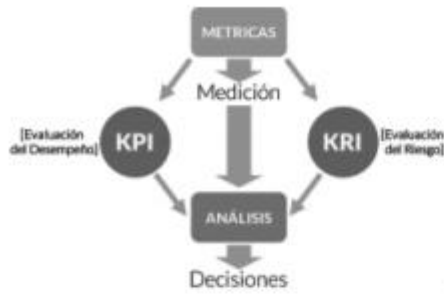 METRICAS
Medición
[Evaluación
del Desempeño]
KPI
KRI
[Evaluación
del Riesgo]
ANÁLISIS
Decisiones